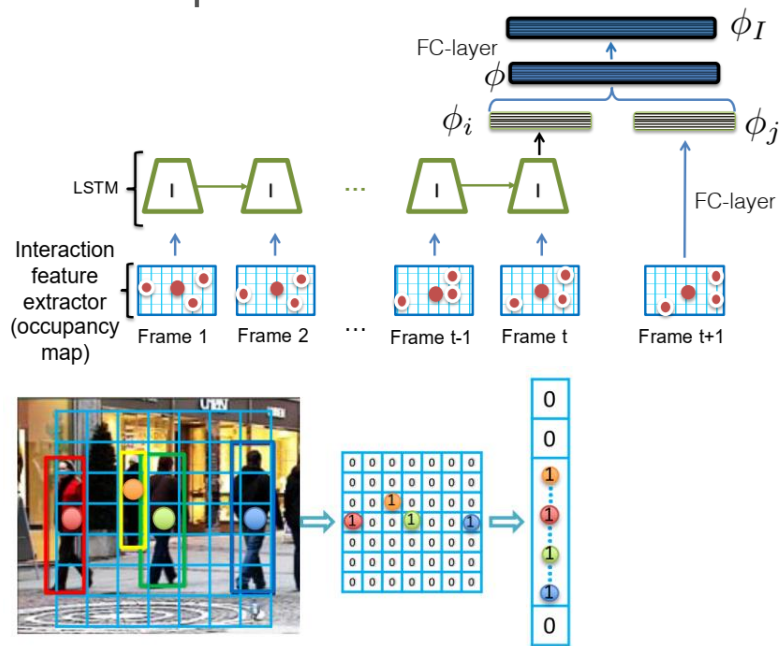 ϕ_I
FC-layer
ϕ
ϕ_i
ϕ_j
LSTM
I
I
...
I
I
FC-layer
Interaction
feature
extractor
(occupancy
map)
Frame 1
Frame 2
...
Frame t-1
Frame t
Frame t+1
0 0 0 0 0 0 0
0 0 0 0 0 0 0
0 0 1 0 0 0 0
1 0 0 1 0 0 1
0 0 0 0 0 0 0
0 0 0 0 0 0 0
0 0 0 0 0 0 0
0
0
1
1
1
1
0